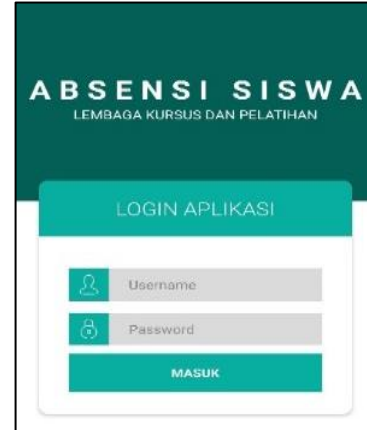 ABSENSI SISWA
LEMBAGA KURSUS DAN PELATIHAN
LOGIN APLIKASI
Username
Password
MASUK